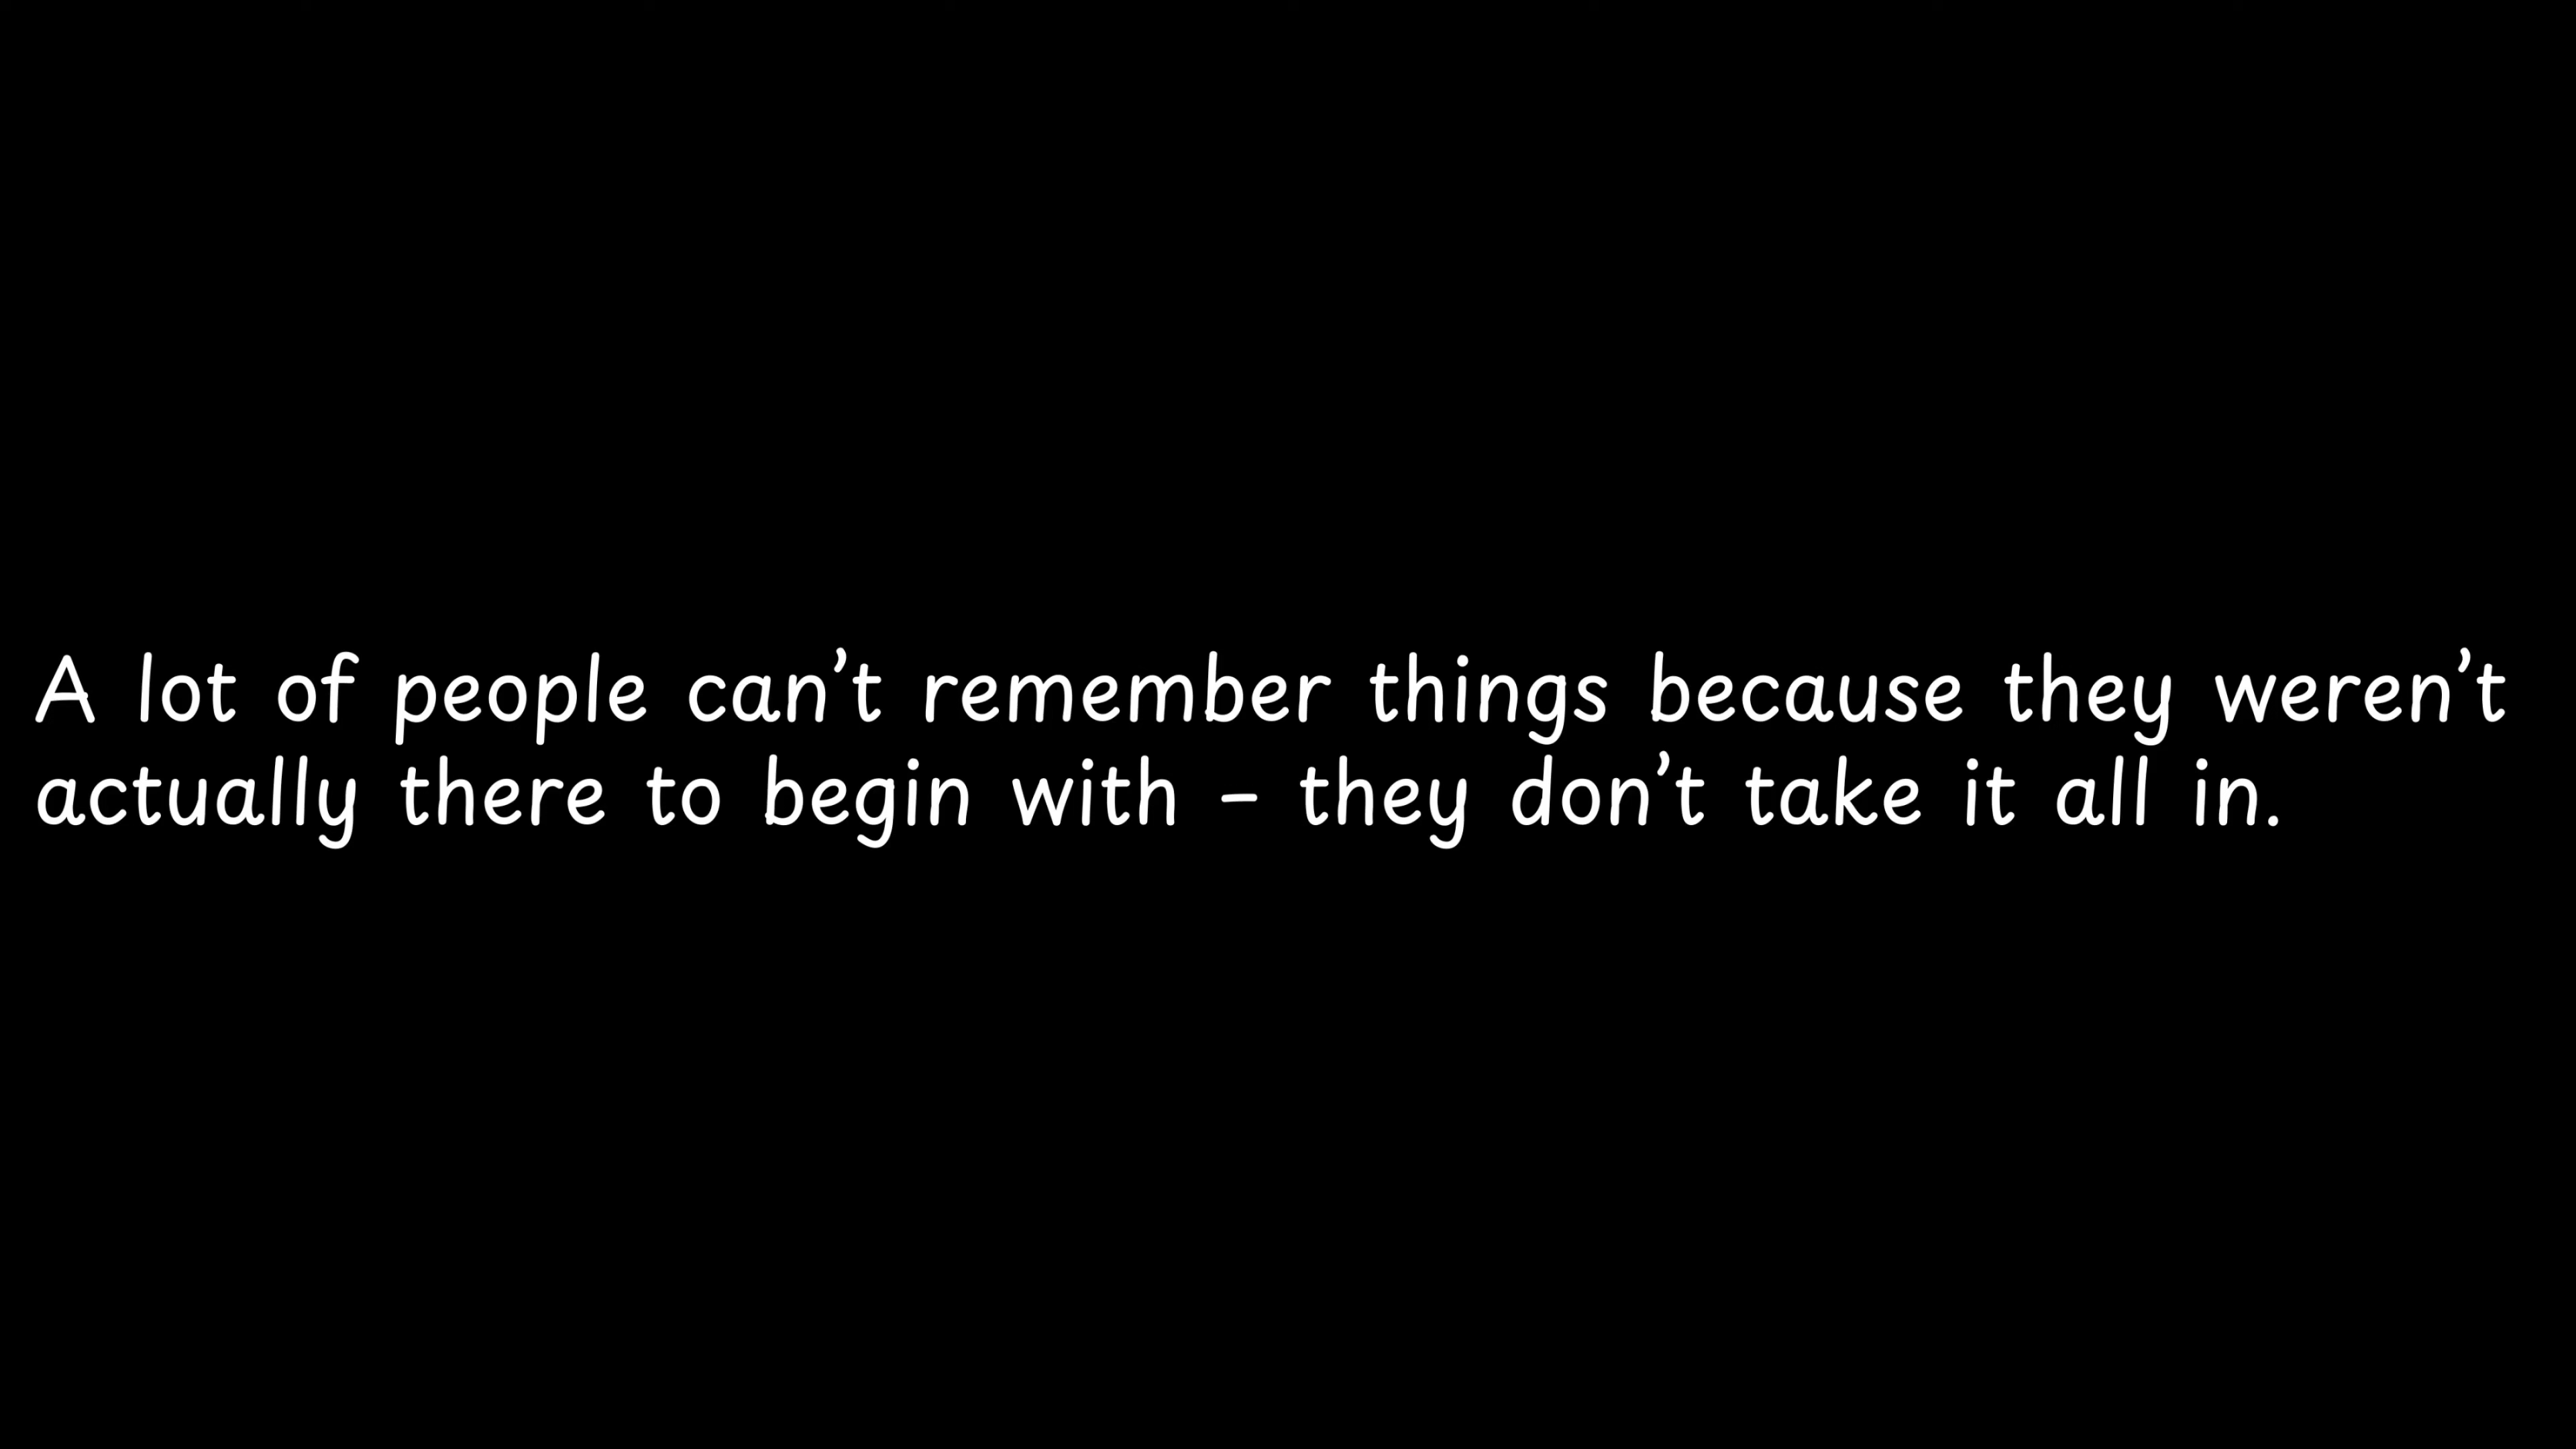 A lot of people can’t remember things because they weren’t
actually there to begin with – they don’t take it all in.